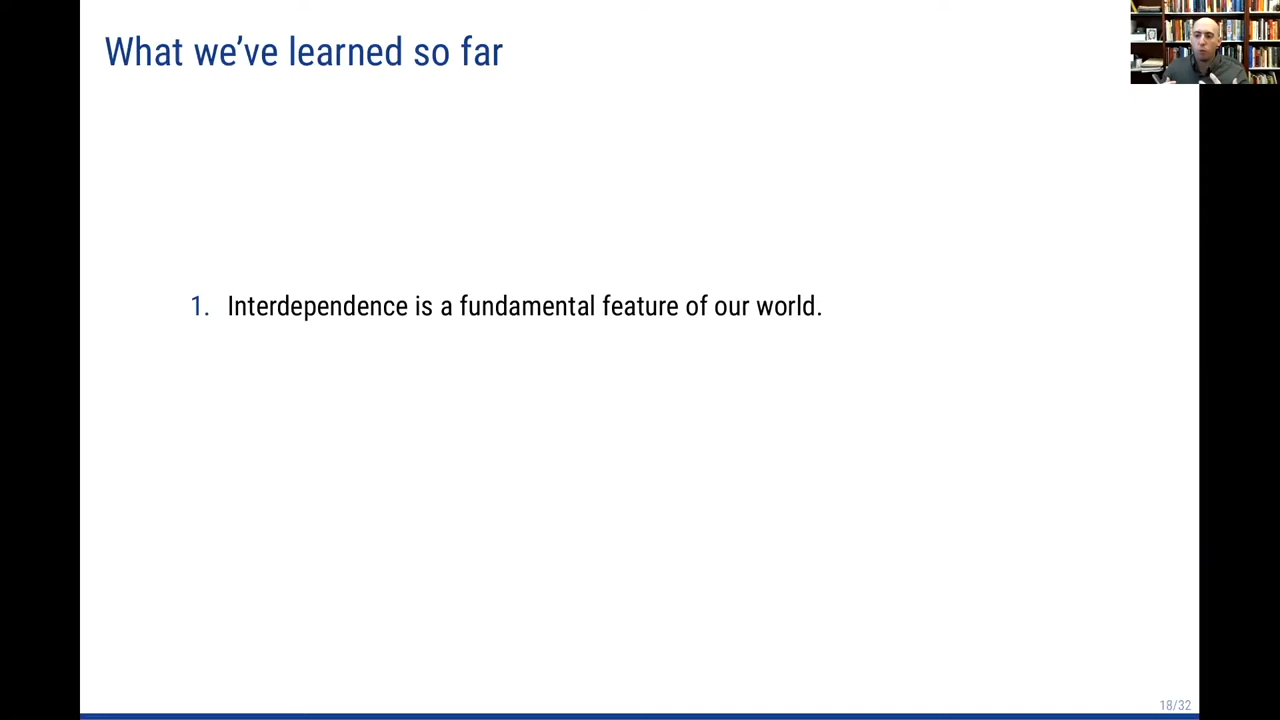 What we’ve learned so far
1. Interdependence is a fundamental feature of our world.
18/32